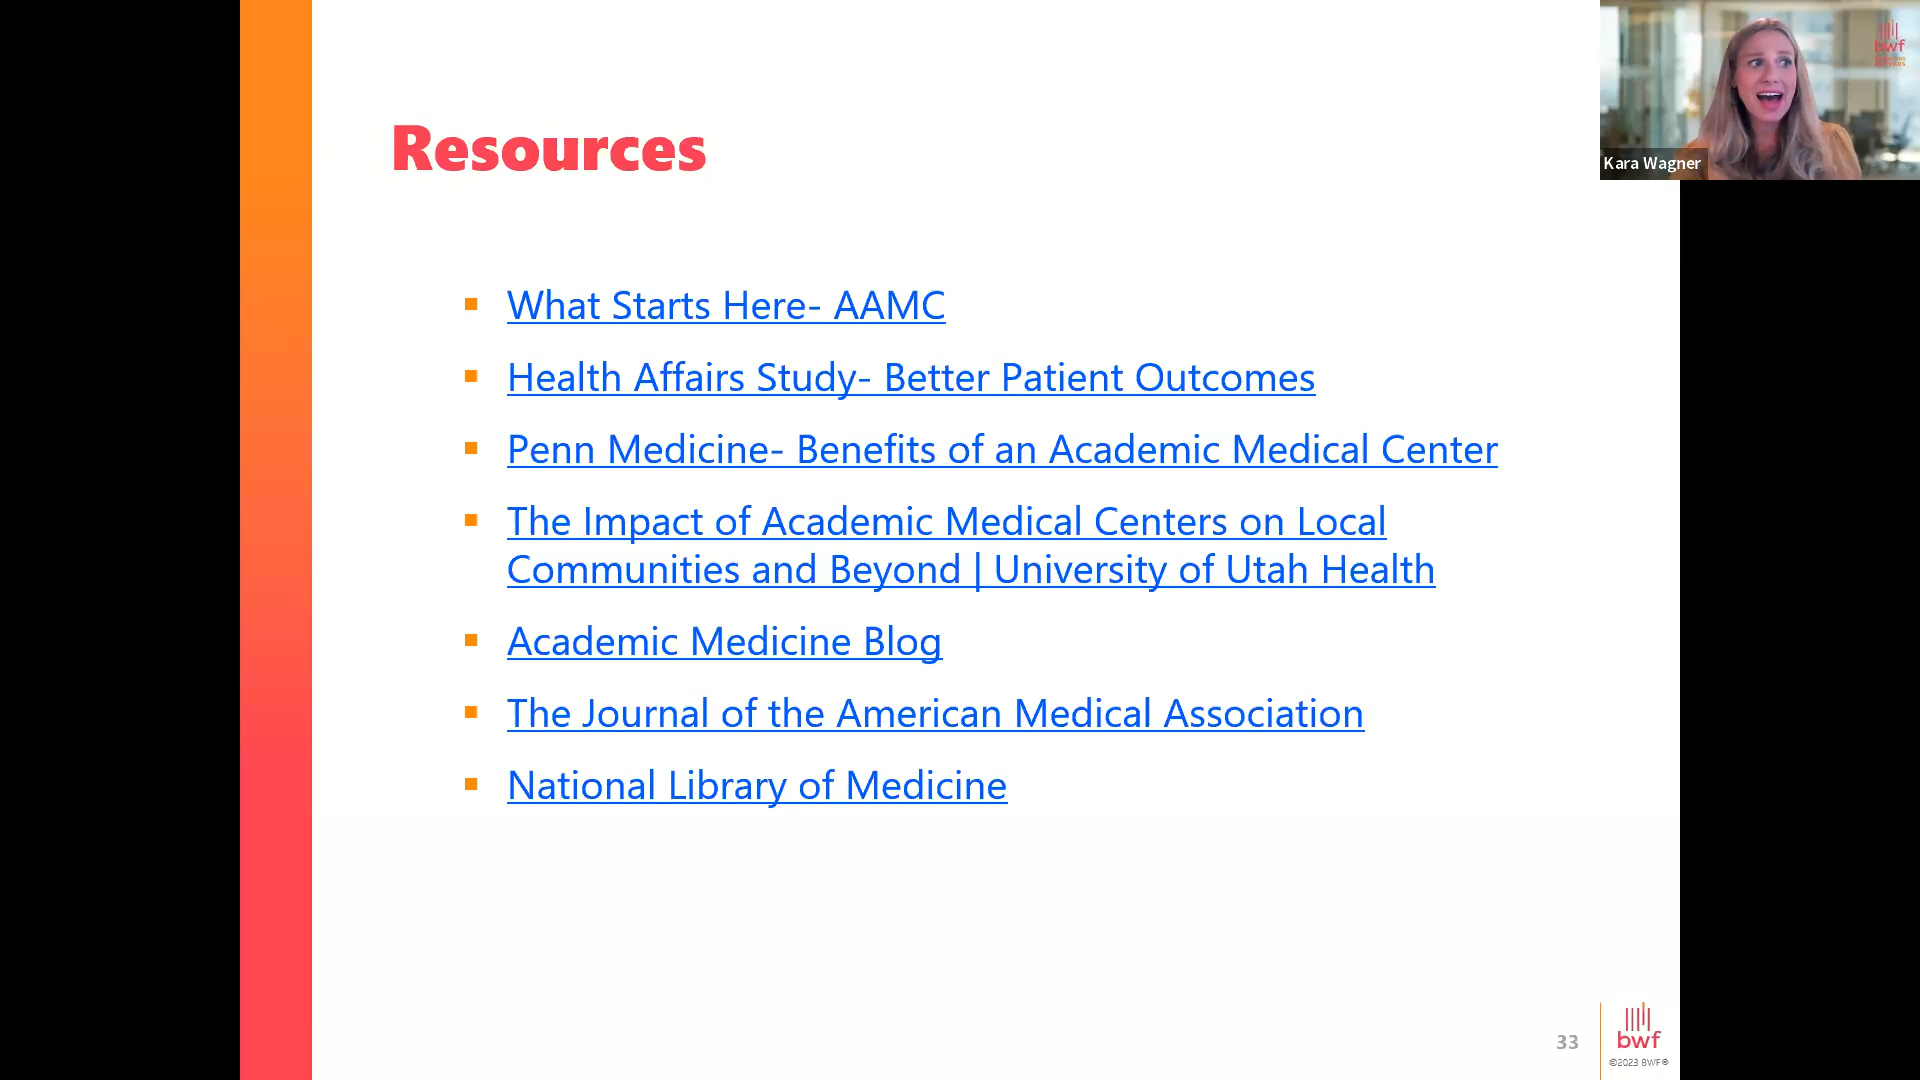 Resources
What Starts Here- AAMC
Health Affairs Study- Better Patient Outcomes
Penn Medicine- Benefits of an Academic Medical Center
The Impact of Academic Medical Centers on Local
Communities and Beyond | University of Utah Health
Academic Medicine Blog
The Journal of the American Medical Association
National Library of Medicine
bwf
Kara Wagner
33
bwf
©2023 BWF®